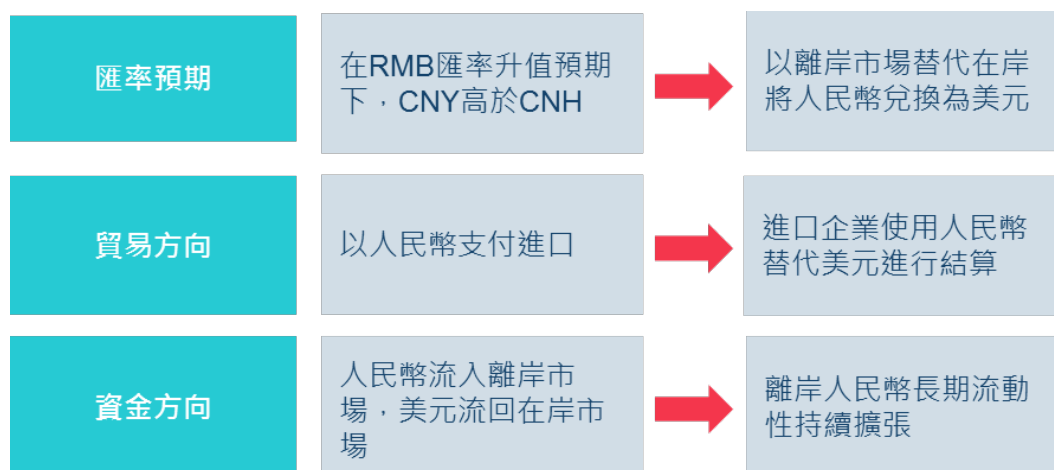 匯率預期
在RMB匯率升值預期
下，CNY高於CNH
以離岸市場替代在岸
將人民幣兌換為美元
貿易方向
以人民幣支付進口
進口企業使用人民幣
替代美元進行結算
資金方向
人民幣流入離岸市
場，美元流回在岸市
場
離岸人民幣長期流動
性持續擴張